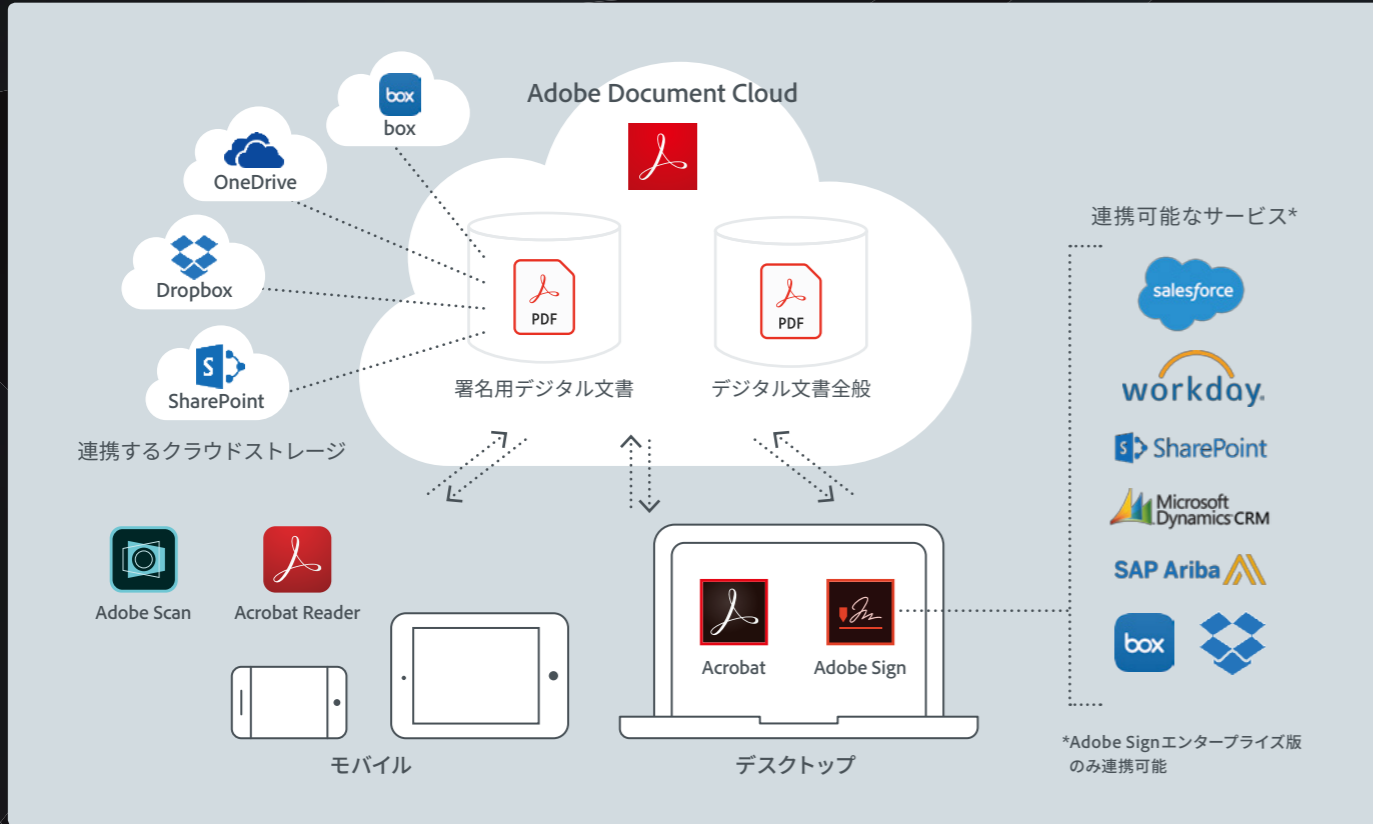 Adobe Document Cloud
box
box
OneDrive
Dropbox
S
SharePoint
連携するクラウドストレージ
PDF
署名用デジタル文書
PDF
デジタル文書全般
連携可能なサービス*
salesforce
workday.
S SharePoint
Microsoft
Dynamics CRM
SAP Ariba
box
*Adobe Signエンタープライズ版
のみ連携可能
Adobe Scan
Acrobat Reader
モバイル
Acrobat
Adobe Sign
デスクトップ